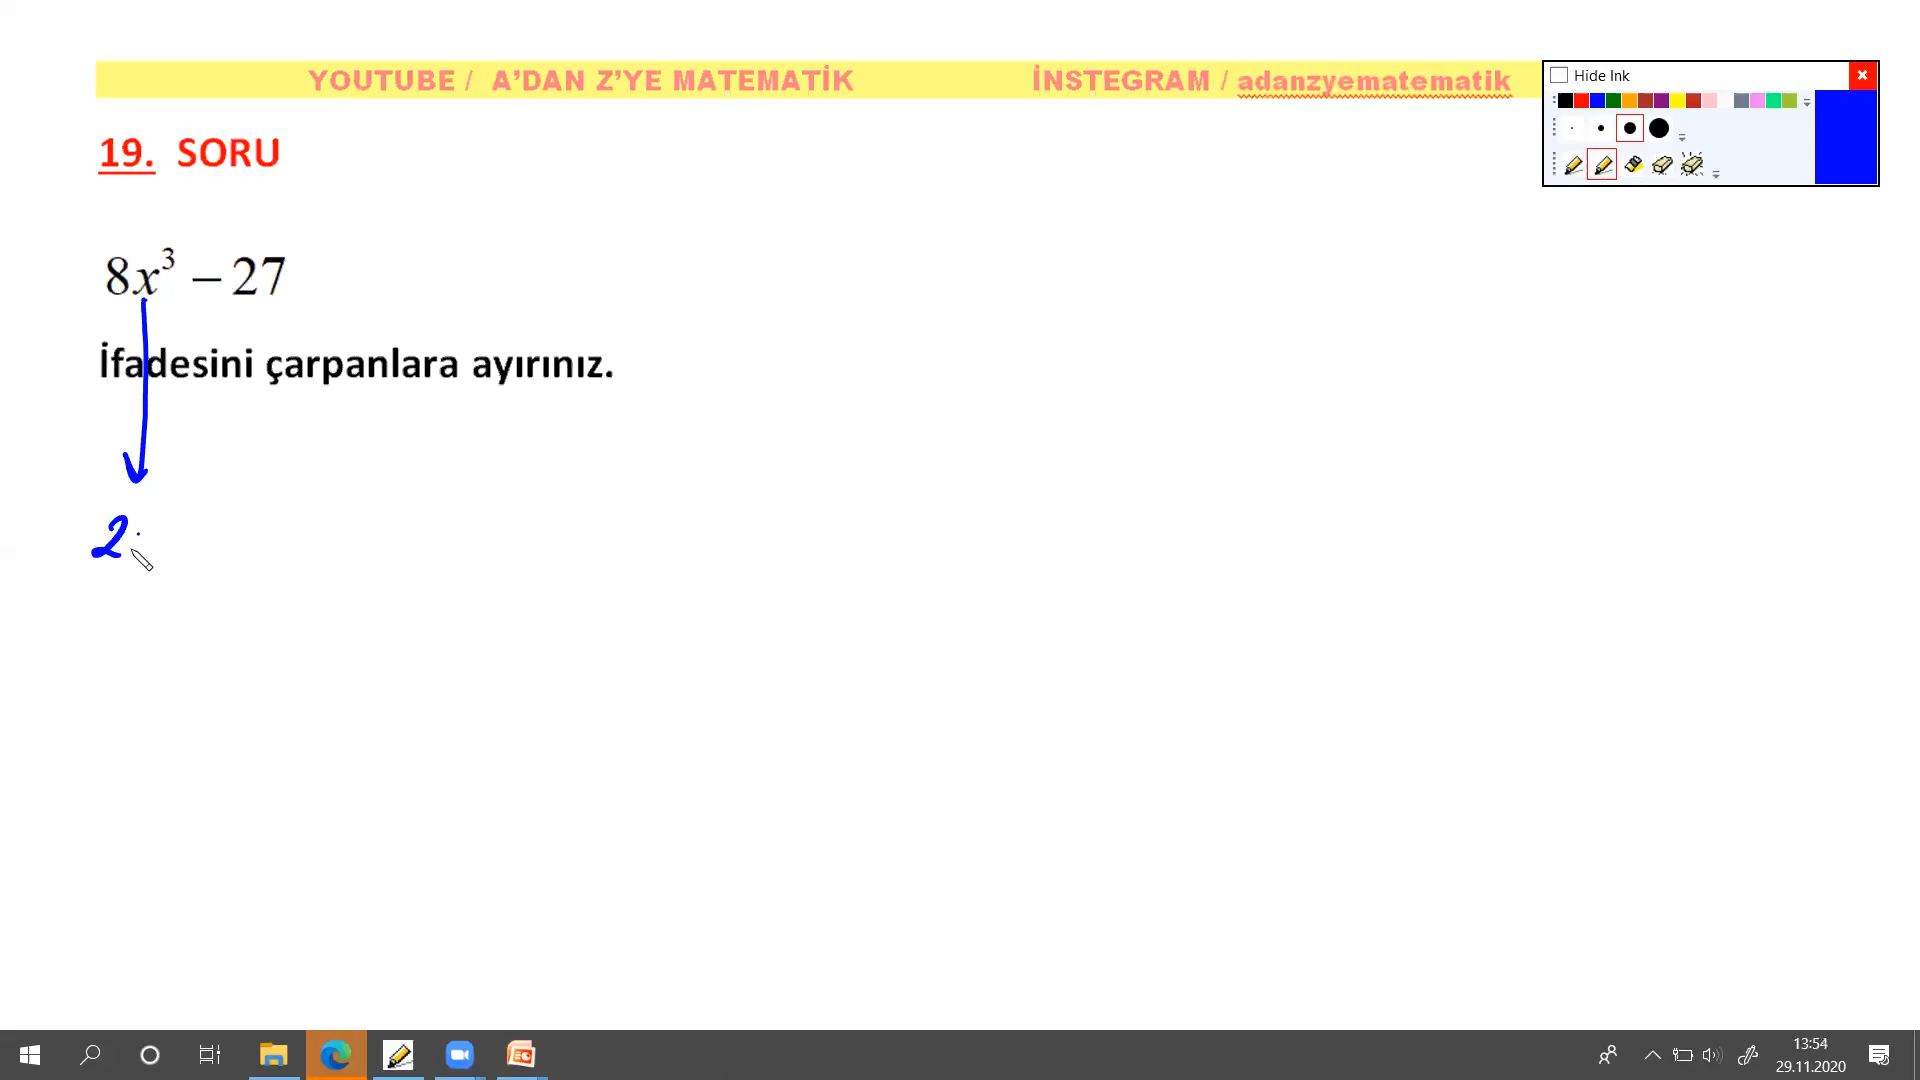 YOUTUBE / A’DAN Z’YE MATEMATİK İNSTEGRAM / adanzyematematik
Hide Ink
19. SORU
8x³ – 27
İfadesini çarpanlara ayırınız.
2
13:54
29.11.2020